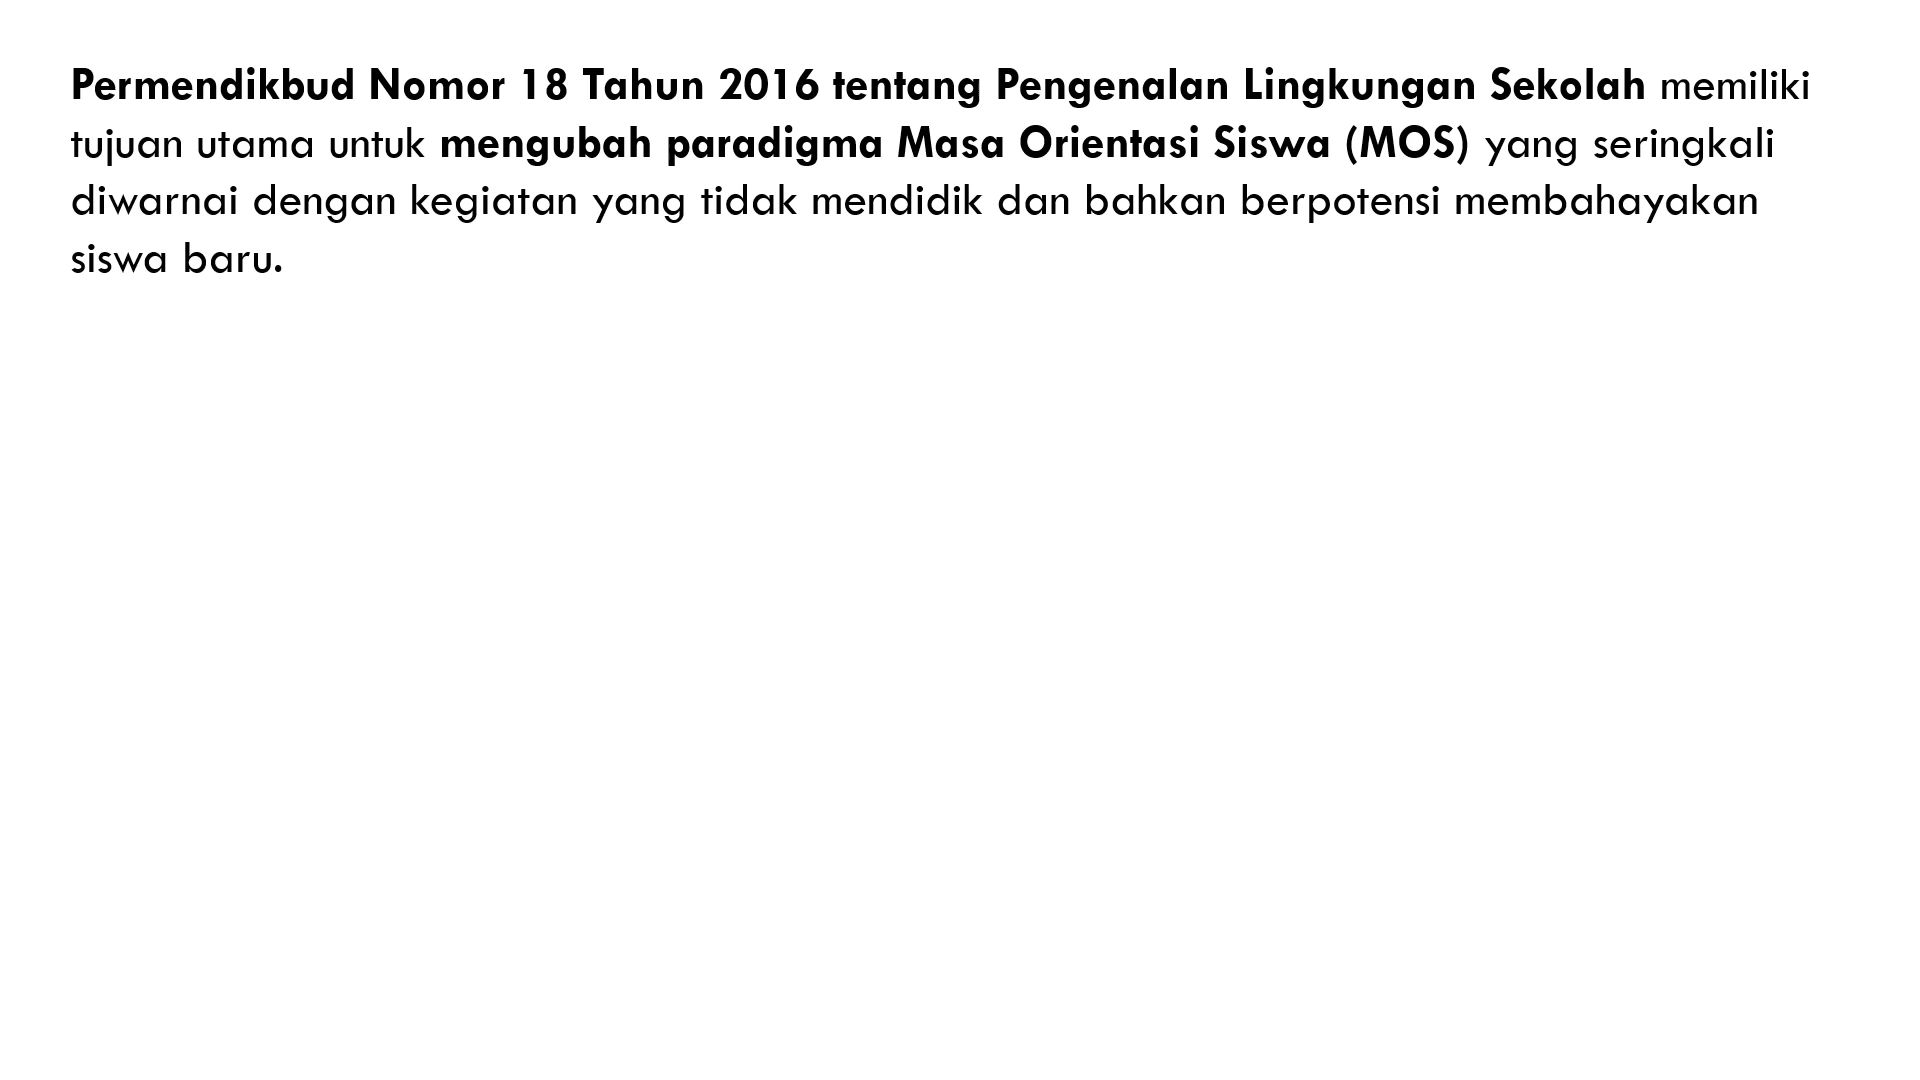 Permendikbud Nomor 18 Tahun 2016 tentang Pengenalan Lingkungan Sekolah memiliki
tujuan utama untuk mengubah paradigma Masa Orientasi Siswa (MOS) yang seringkali
diwarnai dengan kegiatan yang tidak mendidik dan bahkan berpotensi membahayakan
siswa baru.